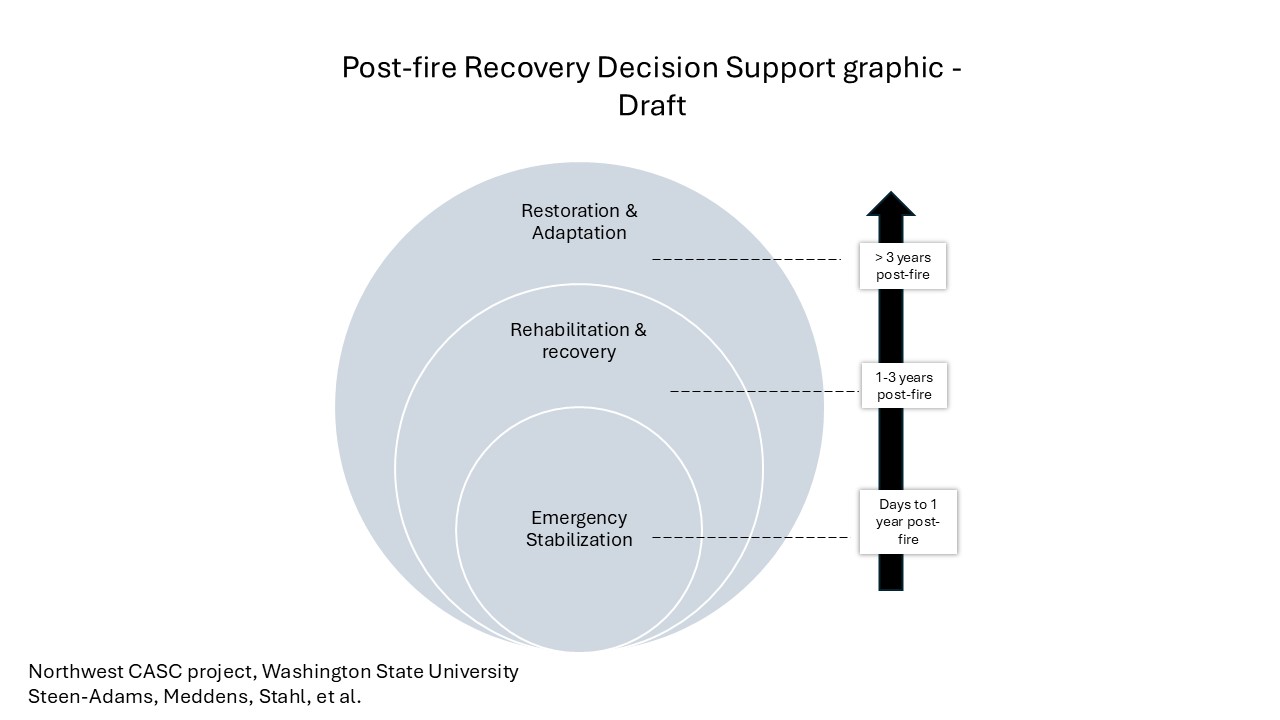 Post-fire Recovery Decision Support graphic -
Draft
Restoration &
Adaptation
> 3 years
post-fire
Rehabilitation &
recovery
1-3 years
post-fire
Emergency
Stabilization
Days to 1
year post-
fire
Northwest CASC project, Washington State University
Steen-Adams, Meddens, Stahl, et al.